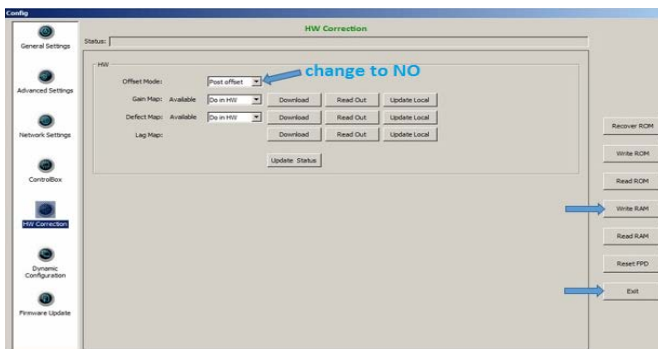 Config
HW Correction
General Settings
Status:
HW
change to NO
Offset Mode: Post offset
Advanced Settings
Gain Map: Available Do in HW Download Read Out Update Local
Defect Map: Available Do in HW Download Read Out Update Local
Recover ROM
Network Settings
Lag Map: Download Read Out Update Local
Write ROM
Update Status
ControlBox
Read ROM
Write RAM
HW Correction
Read RAM
Dynamic
Configuration
Reset FPD
Exit
Firmware Update